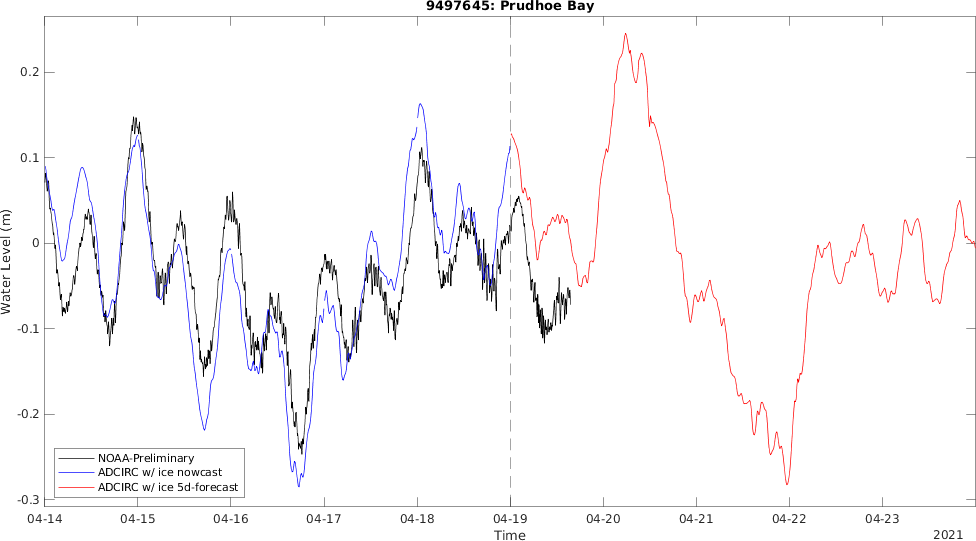 9497645: Prudhoe Bay
Water Level (m)
0.2
0.1
0
-0.1
-0.2
-0.3
NOAA-Preliminary
ADCIRC w/ ice nowcast
ADCIRC w/ ice 5d-forecast
04-14 04-15 04-16 04-17 04-18 04-19 04-20 04-21 04-22 04-23
Time
2021